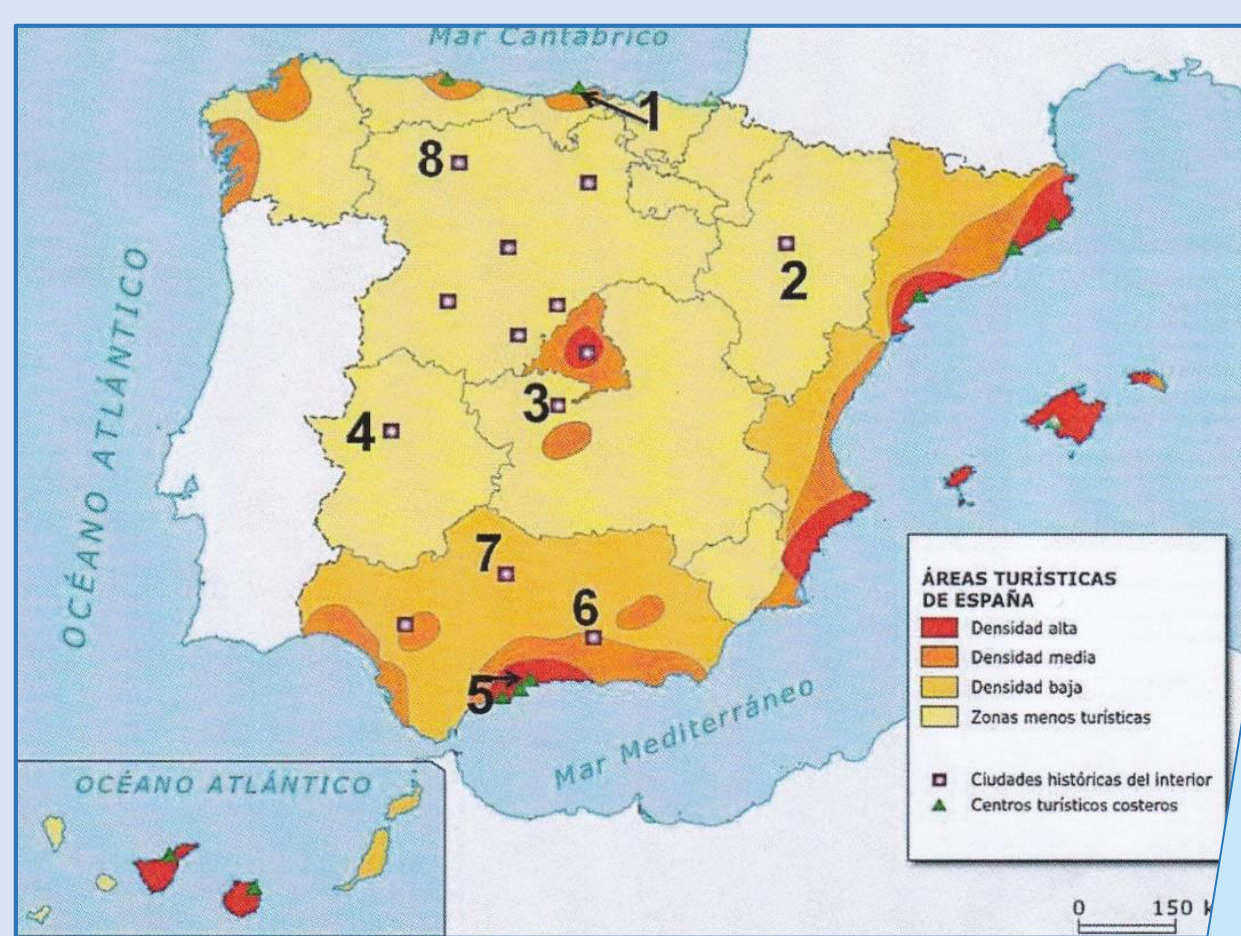 Mar Cantábrico
1
8
2
OCÉANO ATLÁNTICO
3
4
7
6
5
Mar Mediterráneo
ÁREAS TURÍSTICAS
DE ESPAÑA
Densidad alta
Densidad media
Densidad baja
Zonas menos turísticas
Ciudades históricas del interior
Centros turísticos costeros
OCÉANO ATLÁNTICO
0 150